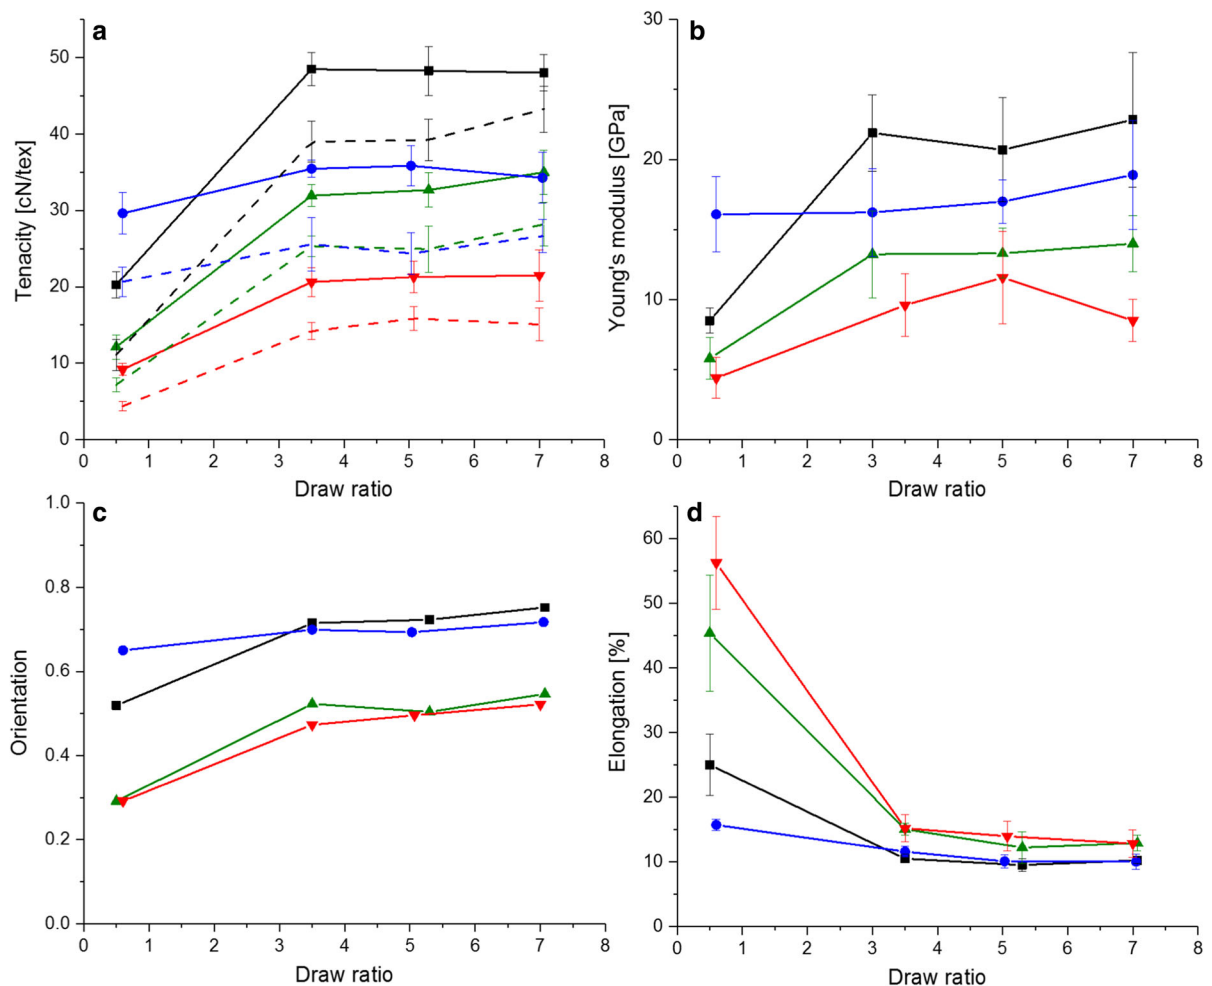 a
Tenacity [cN/tex]
50
40
30
20
10
0
0 1 2 3 4 5 6 7 8
Draw ratio
b
Young's modulus [GPa]
30
20
10
0
0 1 2 3 4 5 6 7 8
Draw ratio
c
Orientation
1.0
0.8
0.6
0.4
0.2
0.0
0 1 2 3 4 5 6 7 8
Draw ratio
d
Elongation [%]
60
50
40
30
20
10
0
0 1 2 3 4 5 6 7 8
Draw ratio